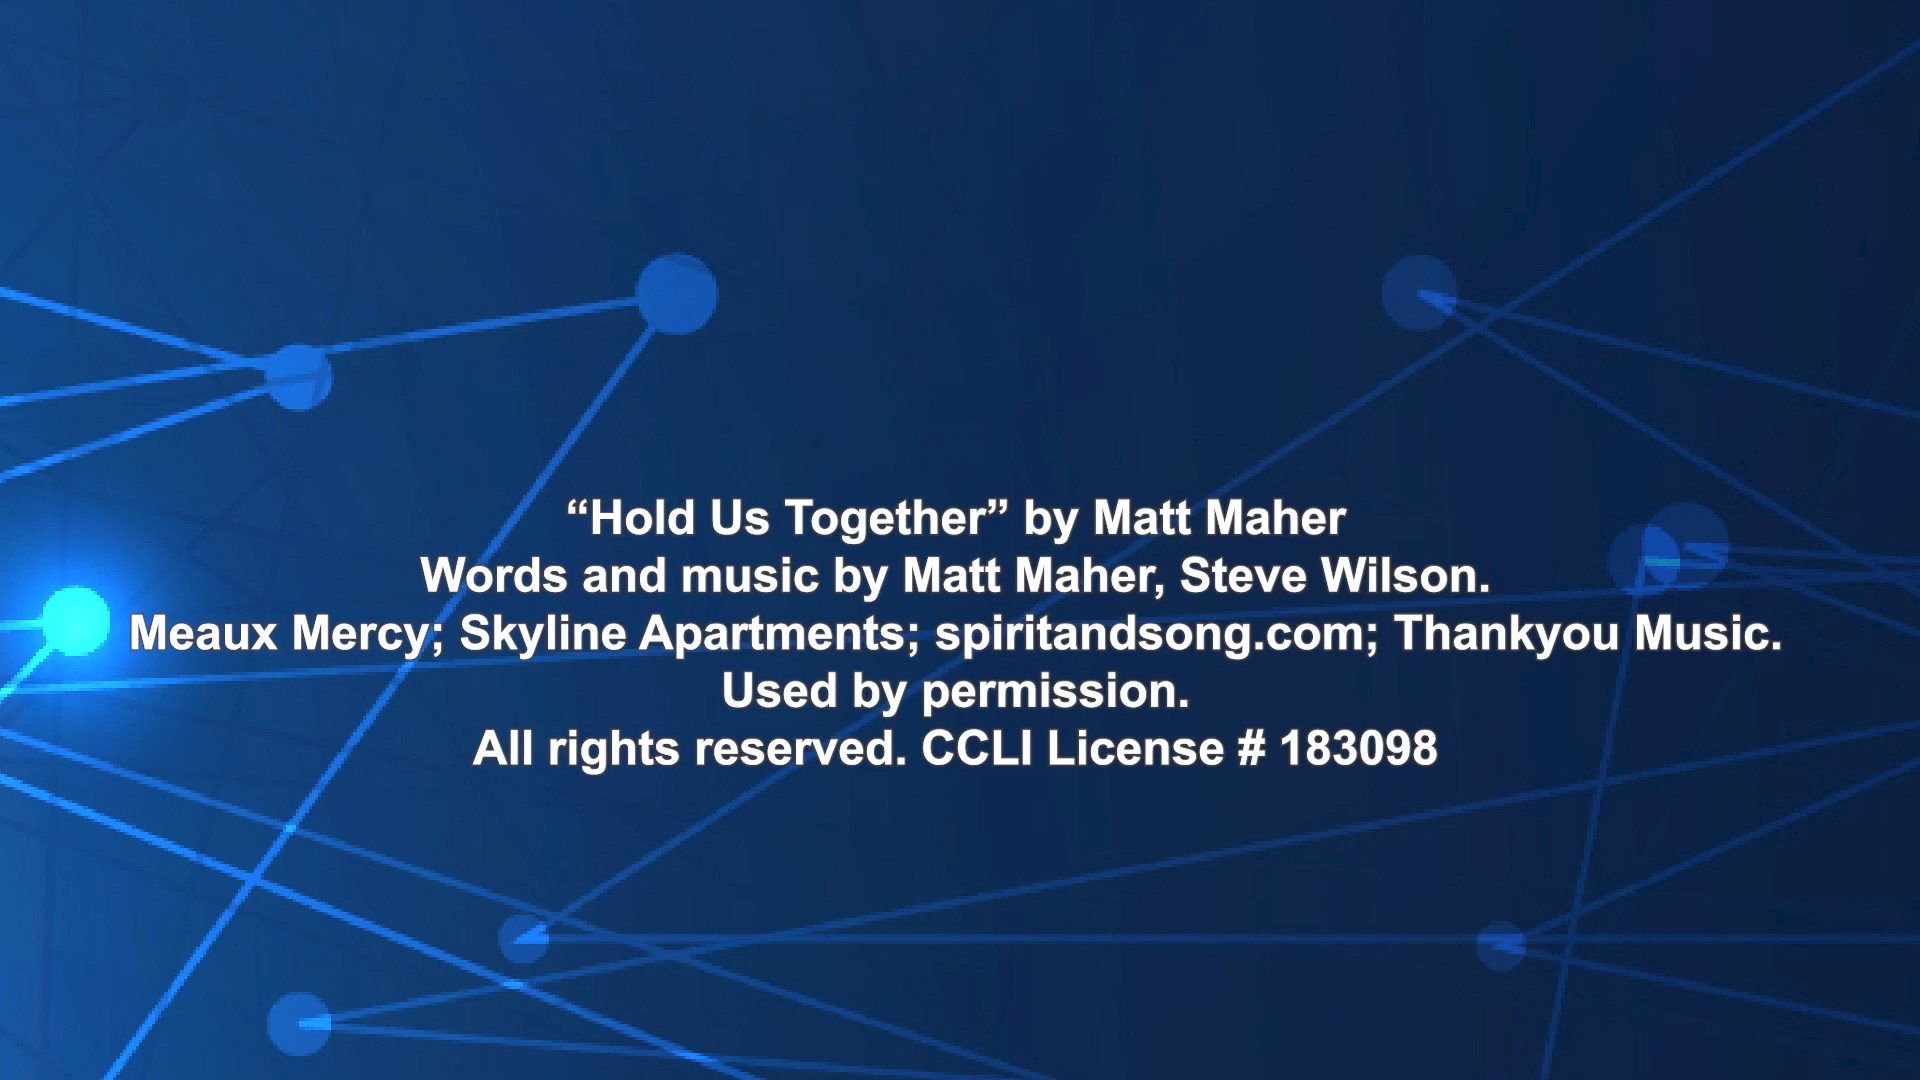 “Hold Us Together” by Matt Maher
Words and music by Matt Maher, Steve Wilson.
Meaux Mercy; Skyline Apartments; spiritandsong.com; Thankyou Music.
Used by permission.
All rights reserved. CCLI License # 183098